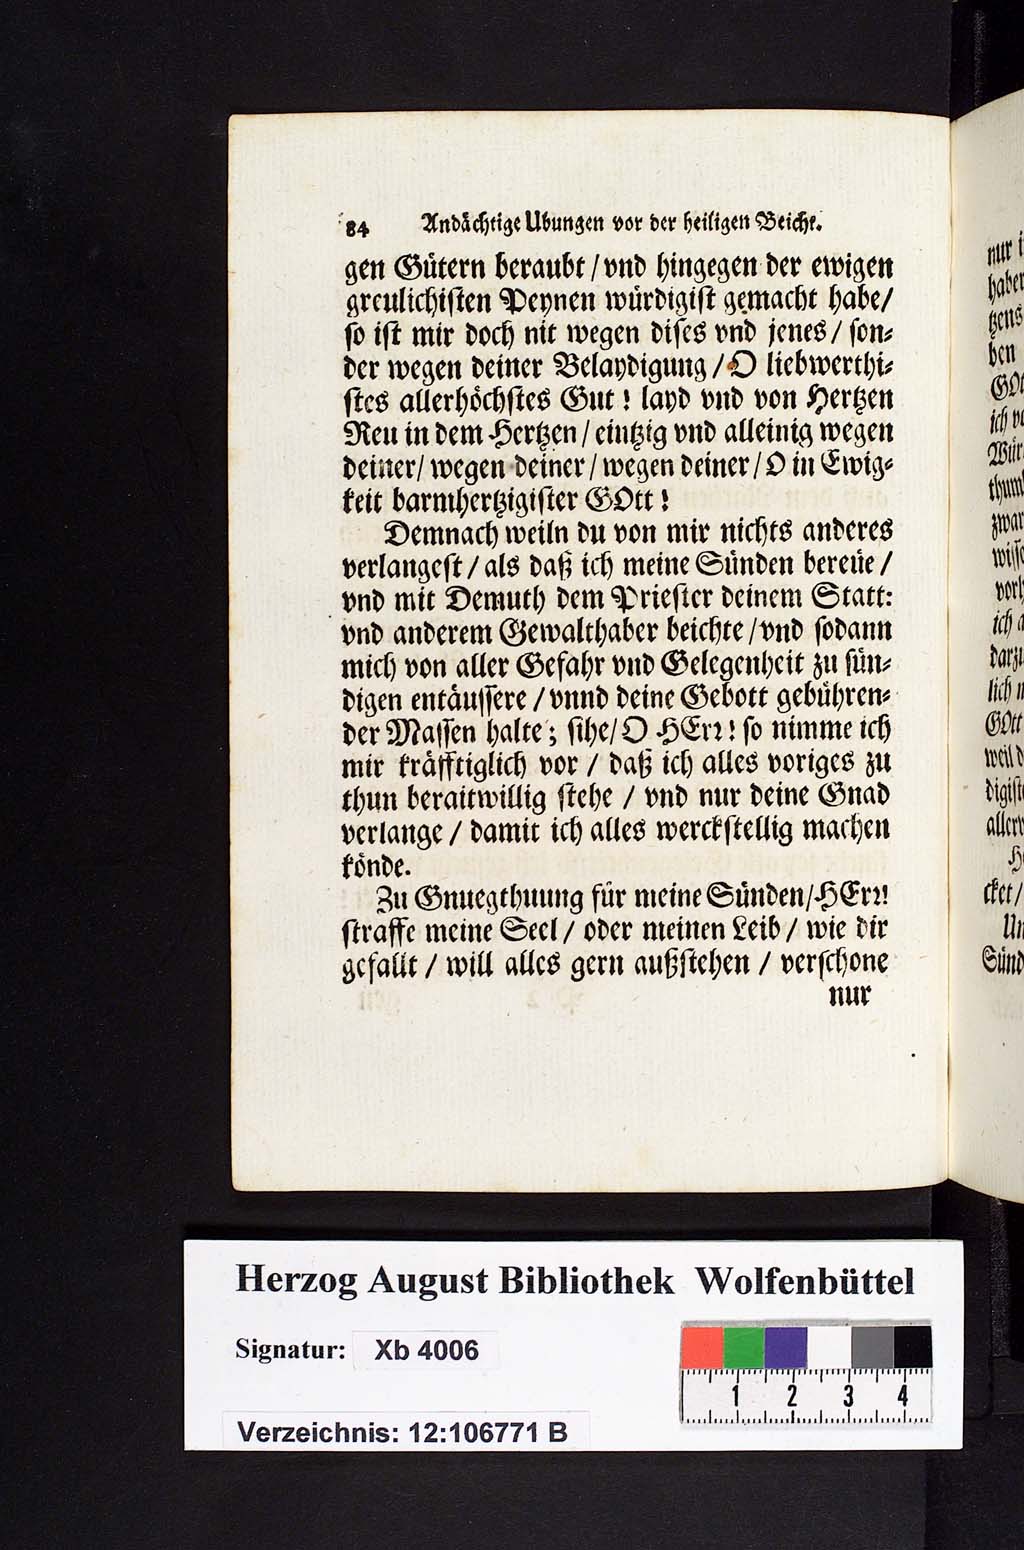 84 Andächtige Ubungen vor der heiligen Beicht.
gen Gütern beraubt / vnd hingegen der ewigen
greulichisten Peynen würdigist gemacht habe /
so ist mir doch nit wegen dises vnd jenes / son⸗
der wegen deiner Belaydigung / O liebwerthi⸗
stes allerhöchstes Gut ! layd vnd von Hertzen
Reu in dem Hertzen / eintzig vnd alleinig wegen
deiner / wegen deiner / wegen deiner / O in Ewig⸗
keit barmhertzigister GOtt !
Demnach weiln du von mir nichts anderes
verlangest / als daß ich meine Sünden bereüe /
vnd mit Demuth dem Priester deinem Statt:
vnd anderem Gewalthaber beichte / vnd sodann
mich von aller Gefahr vnd Gelegenheit zu sün⸗
digen entäussere / vnnd deine Gebott gebühren⸗
der Massen halte ; sihe / O HErr ! so nimme ich
mir kräfftiglich vor / daß ich alles voriges zu
thun beraitwillig stehe / vnd nur deine Gnad
verlange / damit ich alles werckstellig machen
könde.
Zu Gnuegthuung für meine Sünden / HErr!
straffe meine Seel / oder meinen Leib / wie dir
gefallt / will alles gern außstehen / verschone
nur
nur
ben
GOtt
Herzog August Bibliothek Wolfenbüttel
Signatur: Xb 4006
1 2 3 4
Verzeichnis: 12:106771 B